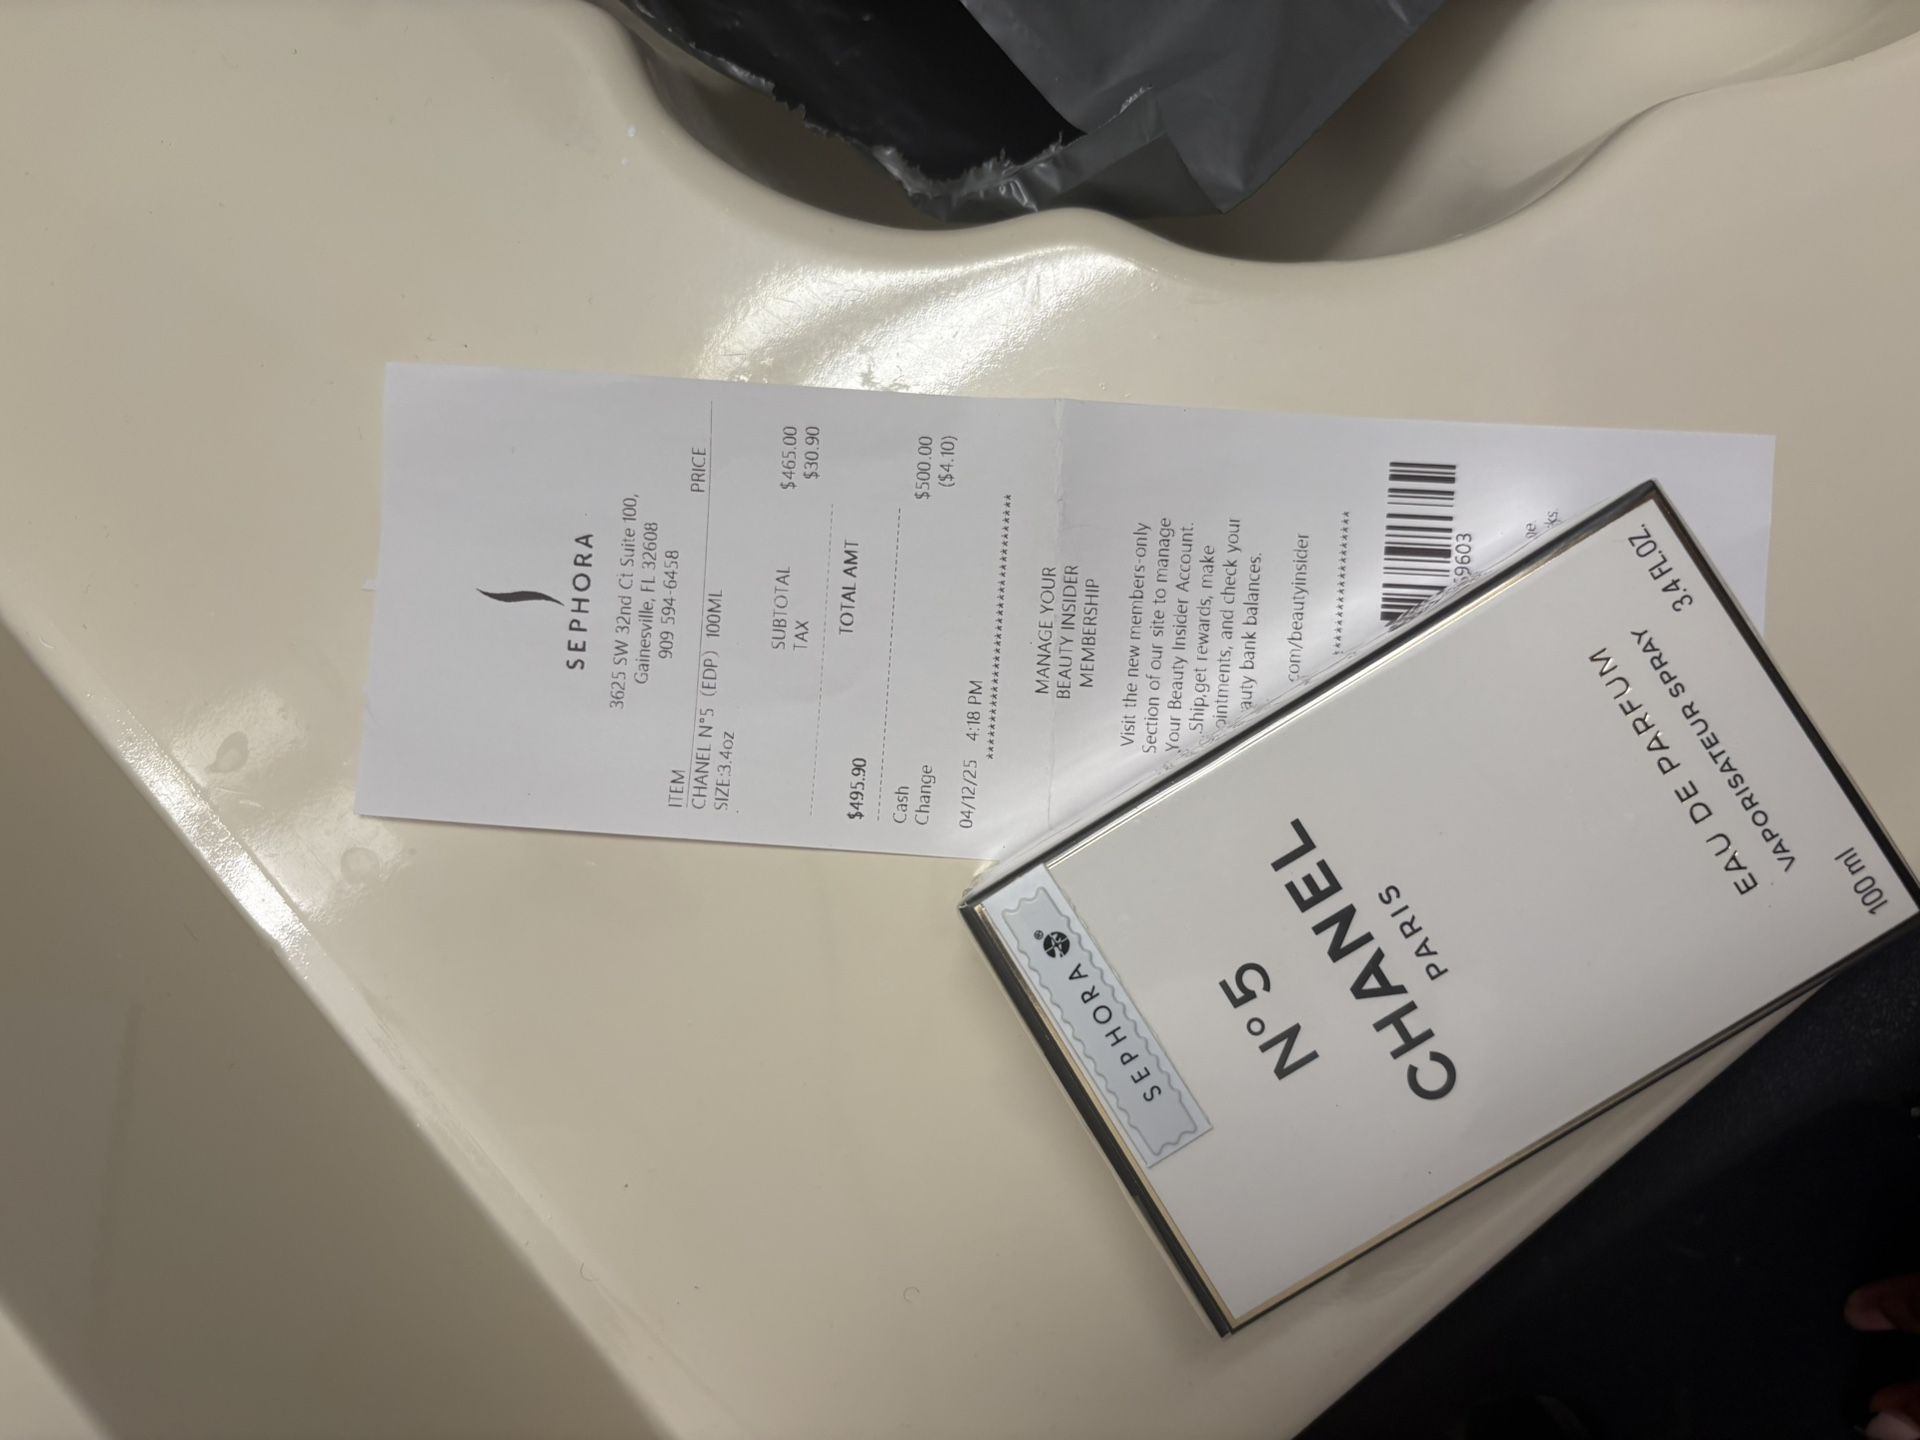 SEPHORA
3625 SW 32nd Ct Suite 100,
Gainesville, FL 32608
909 594-6458
ITEM PRICE
CHANEL N°5 (EDP) 100ML
SIZE:3.4oz
SUBTOTAL $465.00
TAX $30.90
TOTAL AMT
$495.90
Cash $500.00
Change ($4.10)
04/12/25 4:18 PM
**************************
MANAGE YOUR
BEAUTY INSIDER
MEMBERSHIP
Visit the new members-only
Section of our site to manage
Your Beauty Insider Account.
Ship,get rewards, make
ointments, and check your
auty bank balances.
com/beautyinsider
59603
SEPHORA
N°5
CHANEL
PARIS
EAU DE PARFUM
VAPORISATEUR SPRAY
100 ml 3.4 FL.OZ.